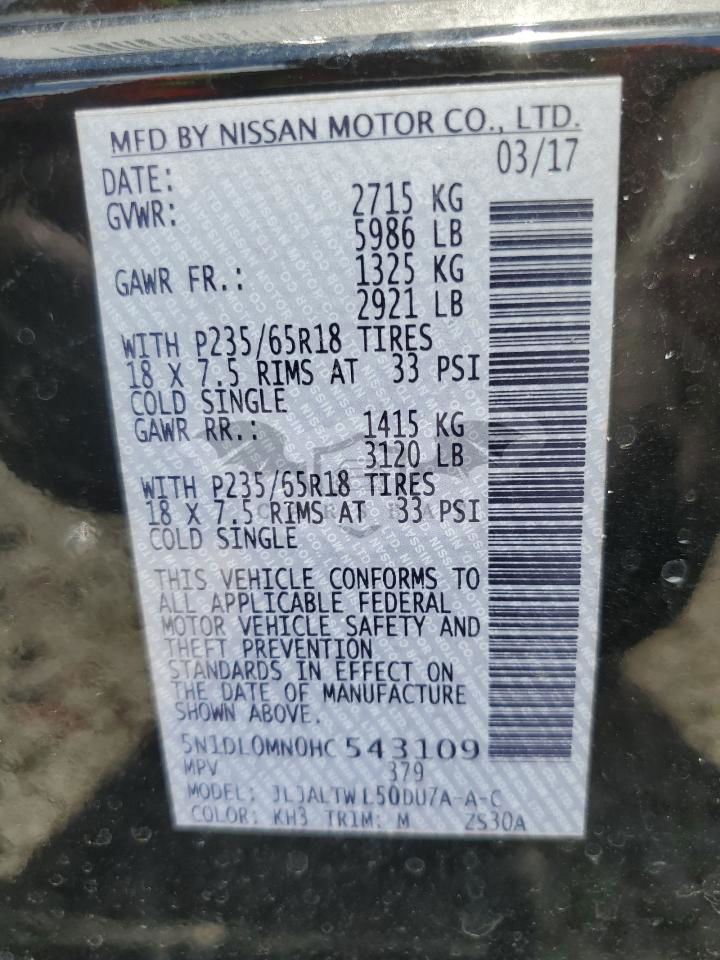 MFD BY NISSAN MOTOR CO., LTD.
DATE: 03/17
GVWR: 2715 KG
5986 LB
GAWR FR.: 1325 KG
2921 LB
WITH P235/65R18 TIRES
18 X 7.5 RIMS AT 33 PSI
COLD SINGLE
GAWR RR.: 1415 KG
3120 LB
WITH P235/65R18 TIRES
18 X 7.5 RIMS AT 33 PSI
COLD SINGLE
THIS VEHICLE CONFORMS TO
ALL APPLICABLE FEDERAL
MOTOR VEHICLE SAFETY AND
THEFT PREVENTION
STANDARDS IN EFFECT ON
THE DATE OF MANUFACTURE
SHOWN ABOVE.
5N1DL0MN0HC543109
MPV 379
MODEL:
COLOR: KH3 TRIM: M ZS30A